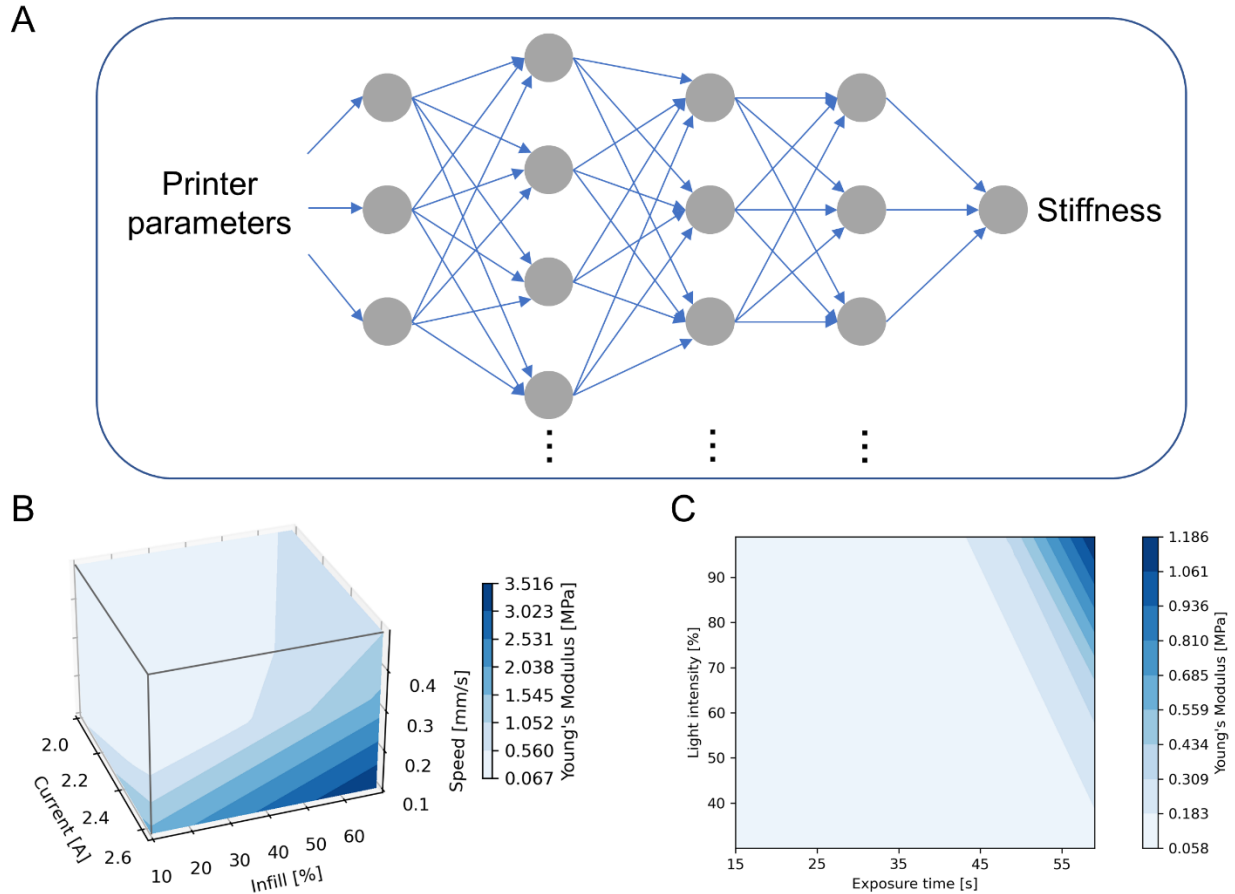 A
Printer
parameters
Stiffness
⋮ ⋮ ⋮
B
2.0
2.2
2.4
2.6
Current [A]
10 20 30 40 50 60
Infill [%]
0.4
0.3
0.2
0.1
Speed [mm/s]
3.516
3.023
2.531
2.038
1.545
1.052
0.560
0.067
Young's Modulus [MPa]
C
90
80
70
60
50
40
Light intensity [%]
15 25 35 45 55
Exposure time [s]
1.186
1.061
0.936
0.810
0.685
0.559
0.434
0.309
0.183
0.058
Young's Modulus [MPa]